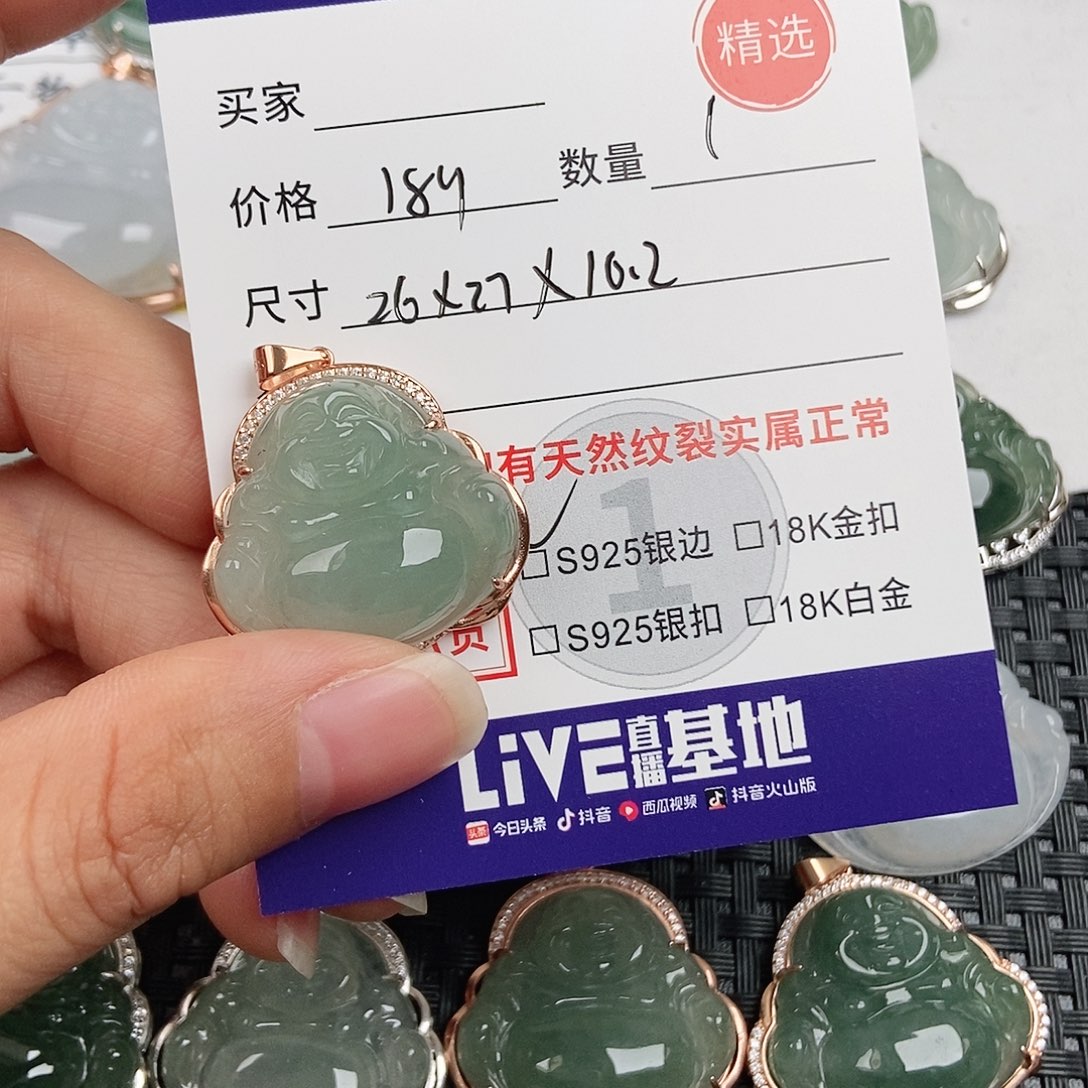 精选
买家
价格 184 数量 1
尺寸 26X27X10.2
有天然纹裂实属正常
1
□S925银边 □18K金扣
□S925银扣 □18K白金
LiVE直播基地
头条 今日头条 抖音 西瓜视频 抖音火山版